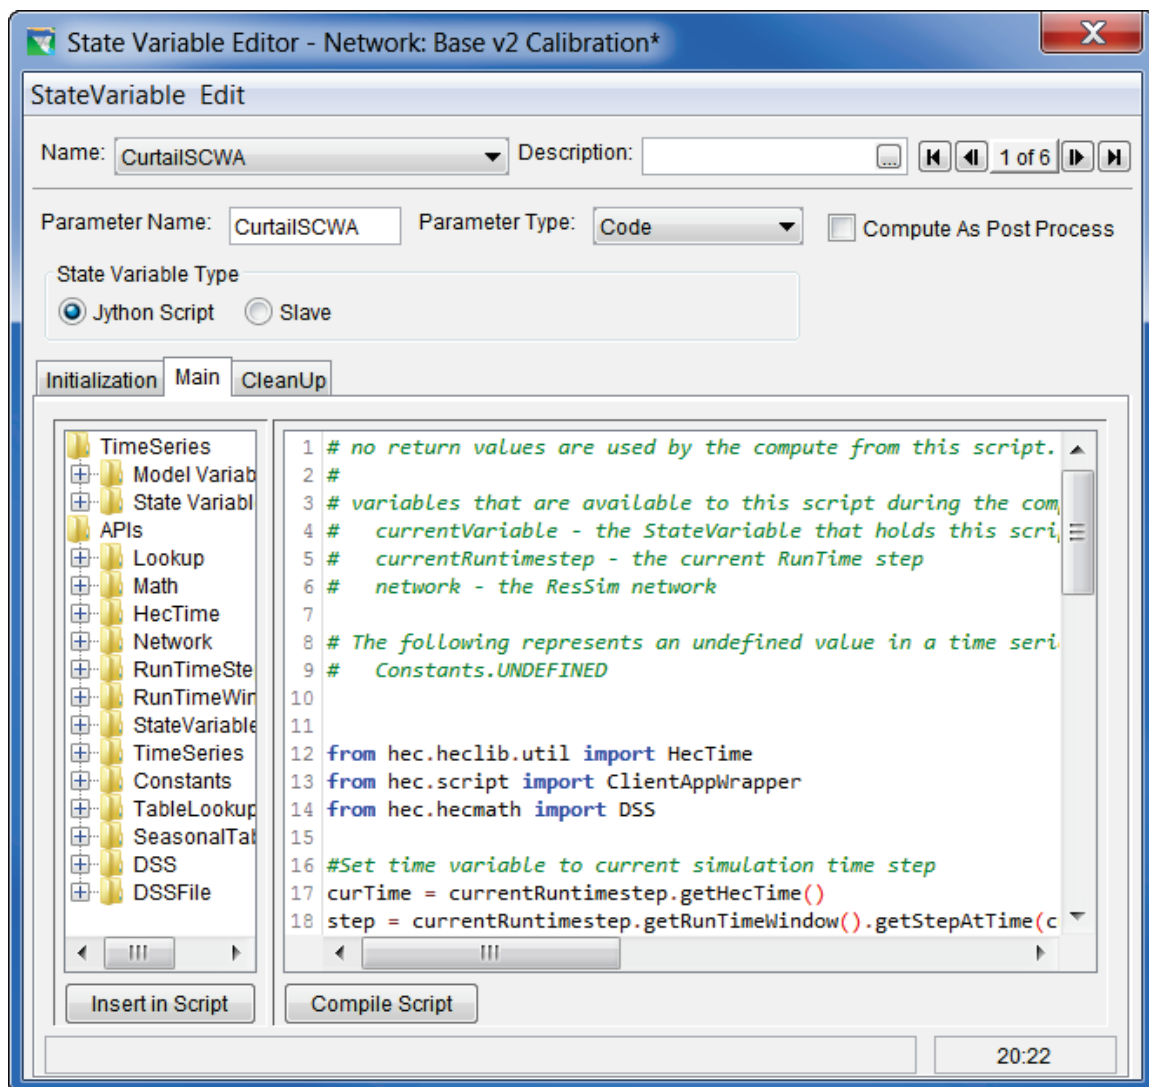 State Variable Editor - Network: Base v2 Calibration*
X
StateVariable Edit
Name: CurtailSCWA Description: ... 1 of 6
Parameter Name: CurtailSCWA Parameter Type: Code Compute As Post Process
State Variable Type
Jython Script Slave
Initialization Main CleanUp
TimeSeries
Model Variab
State Variabl
APIs
Lookup
Math
HecTime
Network
RunTimeSte
RunTimeWin
StateVariable
TimeSeries
Constants
TableLookup
SeasonalTab
DSS
DSSFile
Insert in Script
1 # no return values are used by the compute from this script.
2 #
3 # variables that are available to this script during the com
4 #   currentVariable - the StateVariable that holds this scri
5 #   currentRuntimestep - the current RunTime step
6 #   network - the ResSim network
7
8 # The following represents an undefined value in a time seri
9 #   Constants.UNDEFINED
10
11
12 from hec.heclib.util import HecTime
13 from hec.script import ClientAppWrapper
14 from hec.hecmath import DSS
15
16 #Set time variable to current simulation time step
17 curTime = currentRuntimestep.getHecTime()
18 step = currentRuntimestep.getRunTimeWindow().getStepAtTime(c
Compile Script
20:22